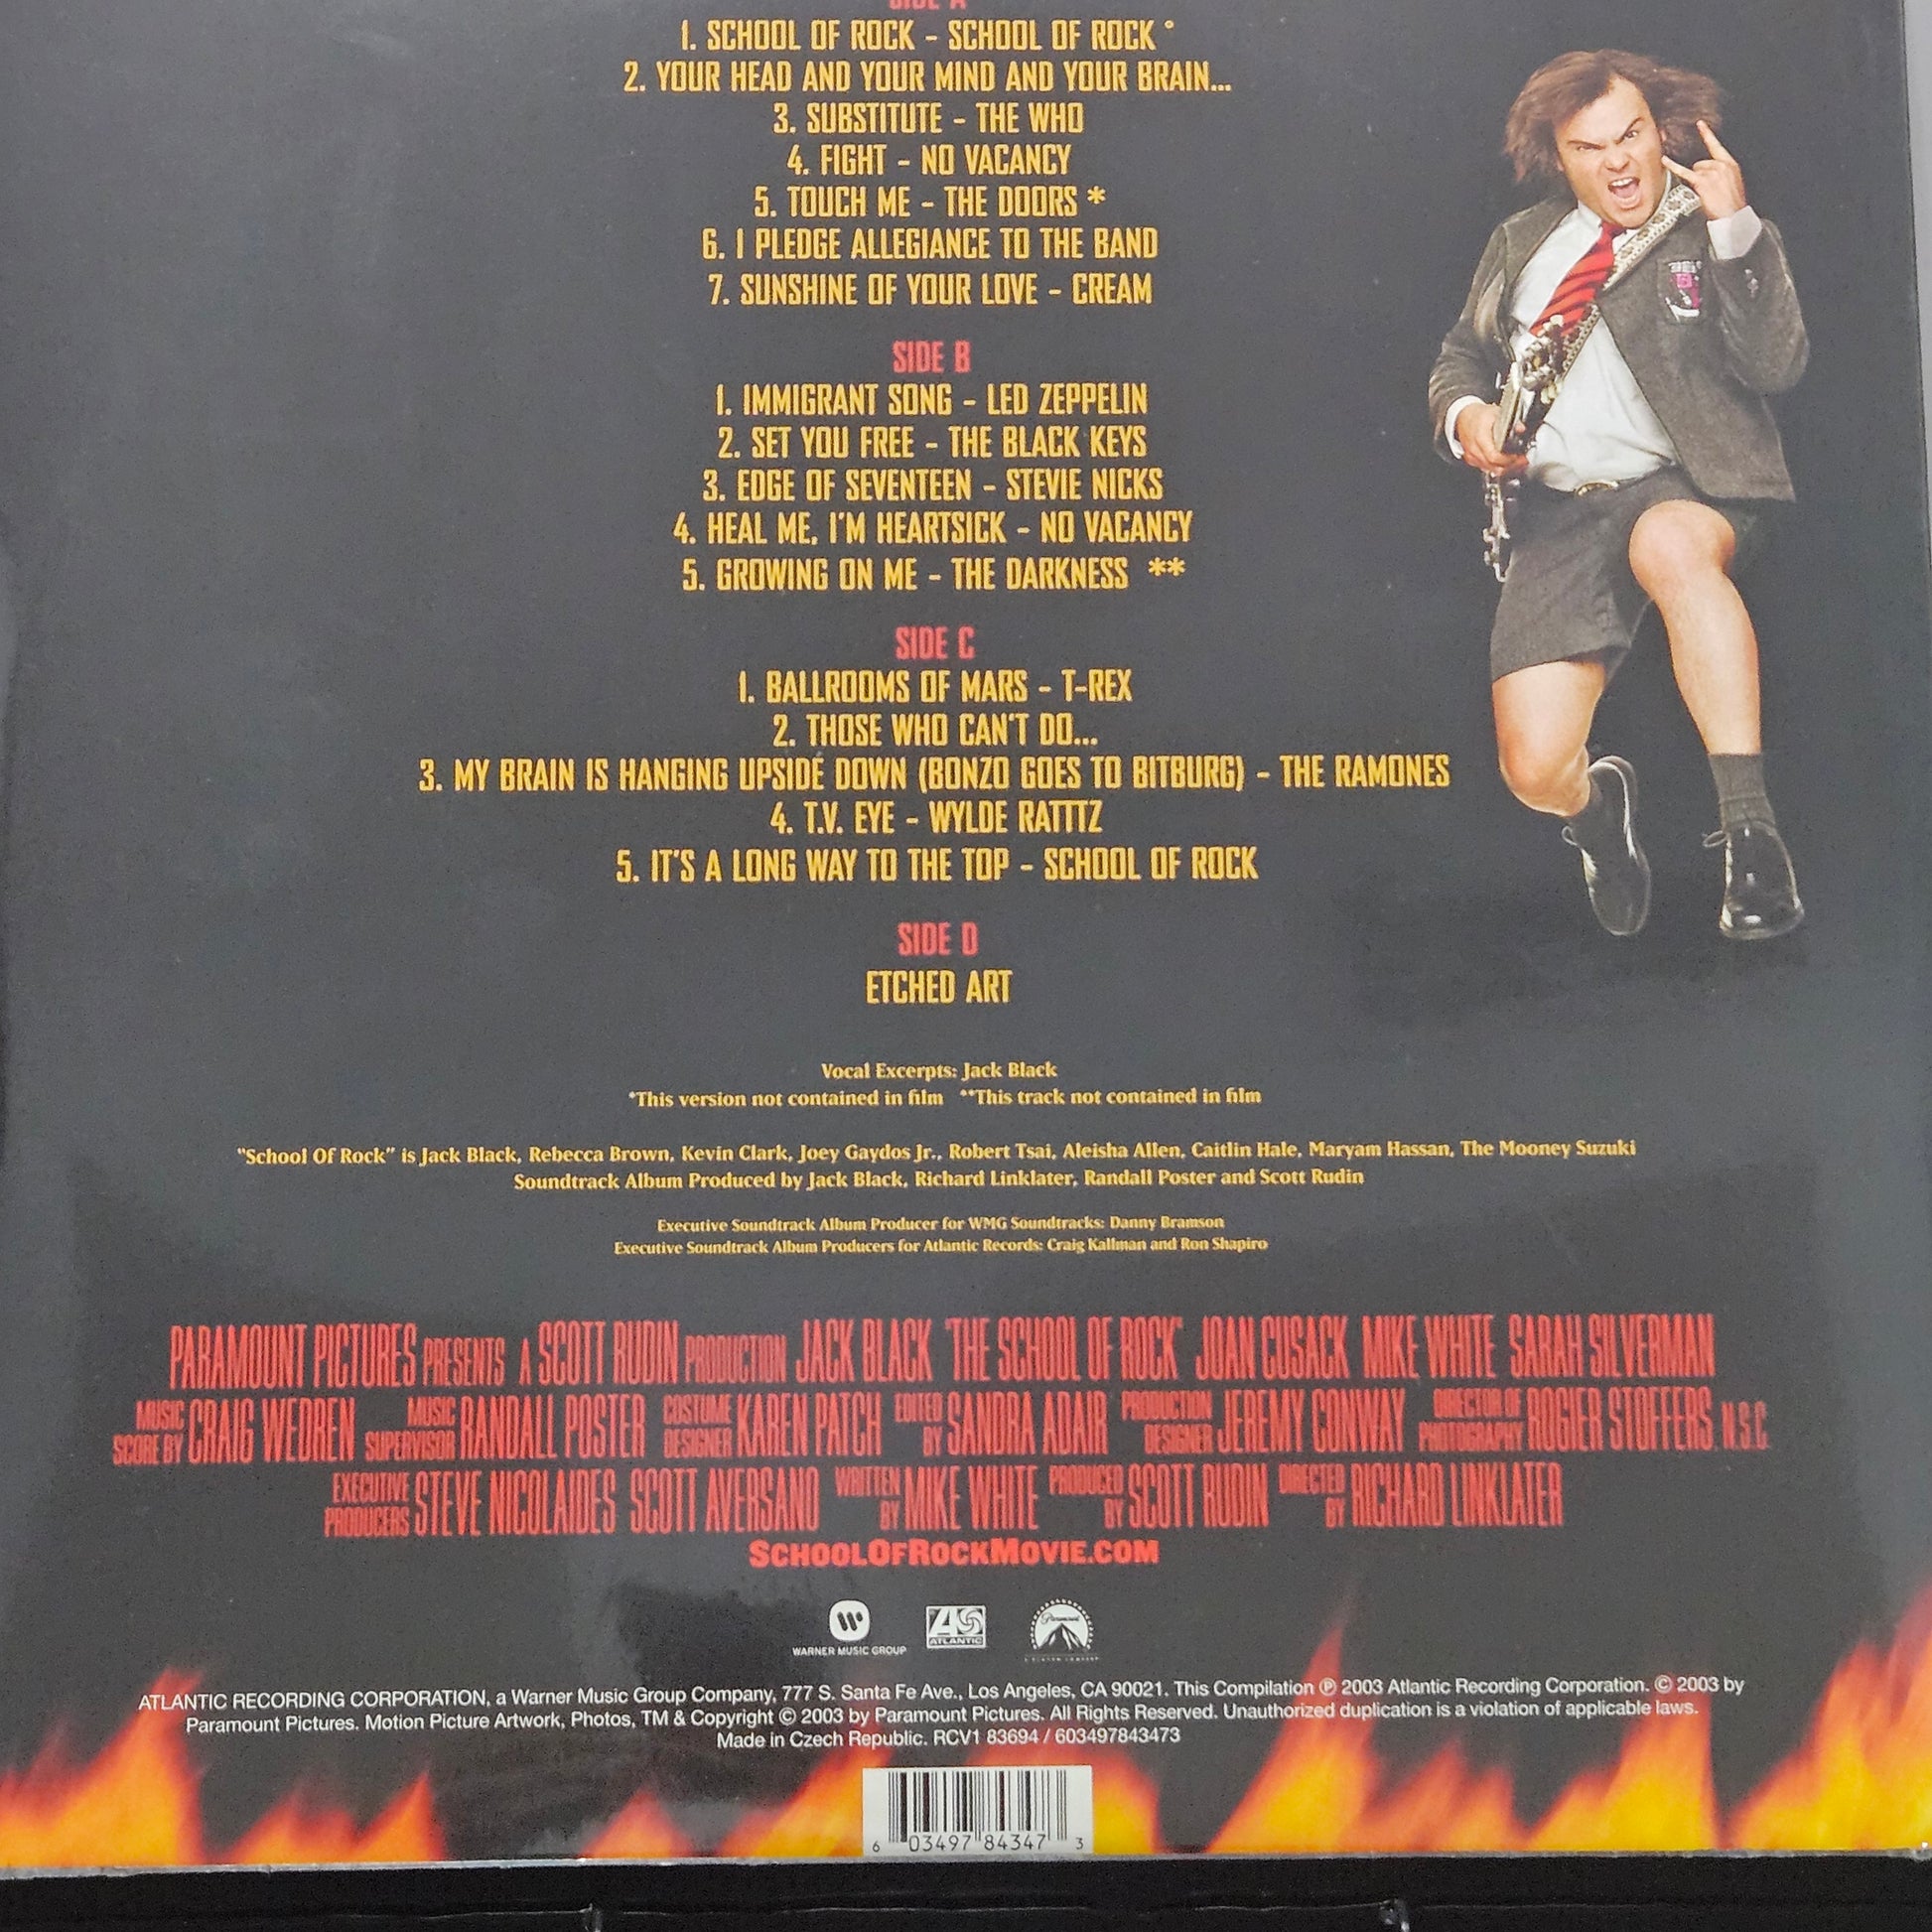 SIDE A
1. SCHOOL OF ROCK - SCHOOL OF ROCK *
2. YOUR HEAD AND YOUR MIND AND YOUR BRAIN...
3. SUBSTITUTE - THE WHO
4. FIGHT - NO VACANCY
5. TOUCH ME - THE DOORS *
6. I PLEDGE ALLEGIANCE TO THE BAND
7. SUNSHINE OF YOUR LOVE - CREAM
SIDE B
1. IMMIGRANT SONG - LED ZEPPELIN
2. SET YOU FREE - THE BLACK KEYS
3. EDGE OF SEVENTEEN - STEVIE NICKS
4. HEAL ME, I'M HEARTSICK - NO VACANCY
5. GROWING ON ME - THE DARKNESS **
SIDE C
1. BALLROOMS OF MARS - T-REX
2. THOSE WHO CAN'T DO...
3. MY BRAIN IS HANGING UPSIDE DOWN (BONZO GOES TO BITBURG) - THE RAMONES
4. T.V. EYE - WYLDE RATTTZ
5. IT'S A LONG WAY TO THE TOP - SCHOOL OF ROCK
SIDE D
ETCHED ART
Vocal Excerpts: Jack Black
*This version not contained in film **This track not contained in film
"School Of Rock" is Jack Black, Rebecca Brown, Kevin Clark, Joey Gaydos Jr., Robert Tsai, Aleisha Allen, Caitlin Hale, Maryam Hassan, The Mooney Suzuki
Soundtrack Album Produced by Jack Black, Richard Linklater, Randall Poster and Scott Rudin
Executive Soundtrack Album Producer for WMG Soundtracks: Danny Bramson
Executive Soundtrack Album Producers for Atlantic Records: Craig Kallman and Ron Shapiro
PARAMOUNT PICTURES PRESENTS A SCOTT RUDIN PRODUCTION JACK BLACK "THE SCHOOL OF ROCK" JOAN CUSACK MIKE WHITE SARAH SILVERMAN
MUSIC SCORE BY CRAIG WEDREN MUSIC SUPERVISOR RANDALL POSTER COSTUME DESIGNER KAREN PATCH EDITED BY SANDRA ADAIR PRODUCTION DESIGNER JEREMY CONWAY DIRECTOR OF PHOTOGRAPHY ROGIER STOFFERS, N.S.C.
EXECUTIVE PRODUCERS STEVE NICOLAIDES SCOTT AVERSANO WRITTEN BY MIKE WHITE PRODUCED BY SCOTT RUDIN DIRECTED BY RICHARD LINKLATER
SCHOOLOFROCKMOVIE.COM
WARNER MUSIC GROUP
ATLANTIC
Paramount
ATLANTIC RECORDING CORPORATION, a Warner Music Group Company, 777 S. Santa Fe Ave., Los Angeles, CA 90021. This Compilation ℗ 2003 Atlantic Recording Corporation. © 2003 by
Paramount Pictures. Motion Picture Artwork, Photos, TM & Copyright © 2003 by Paramount Pictures. All Rights Reserved. Unauthorized duplication is a violation of applicable laws.
Made in Czech Republic. RCV1 83694 / 603497843473
6 03497 84347 3